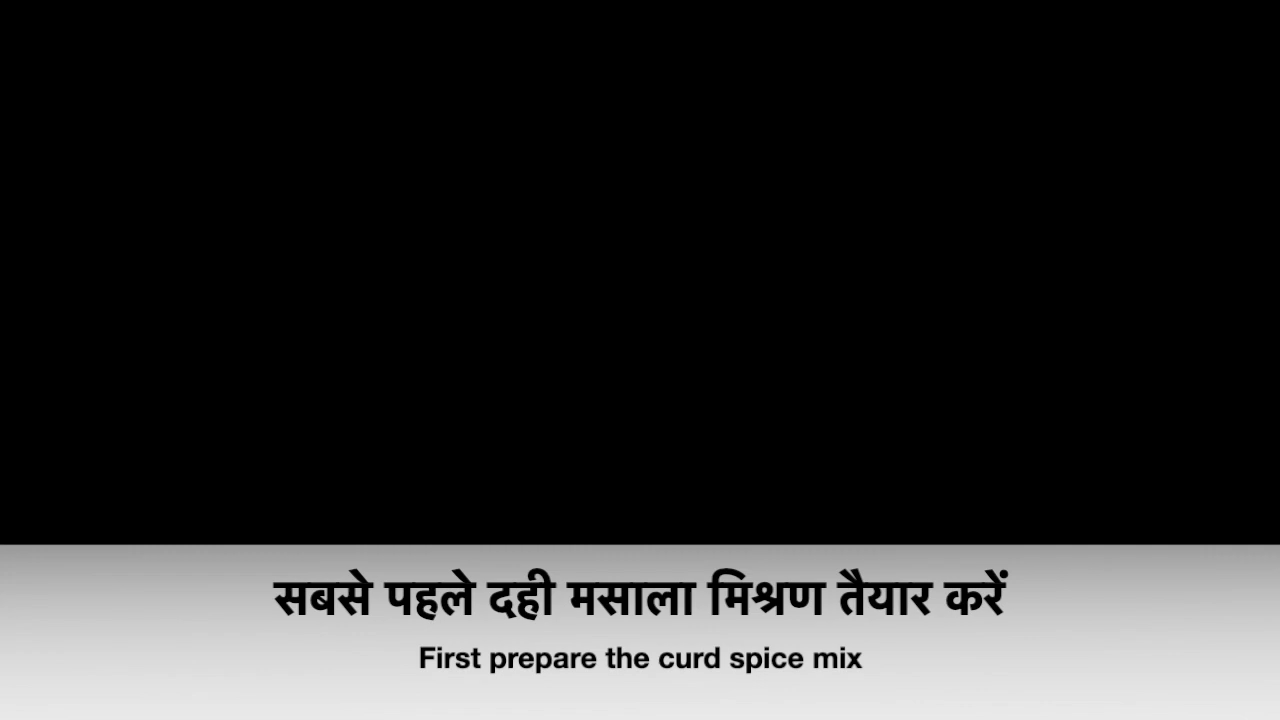 सबसे पहले दही मसाला मिश्रण तैयार करें
First prepare the curd spice mix